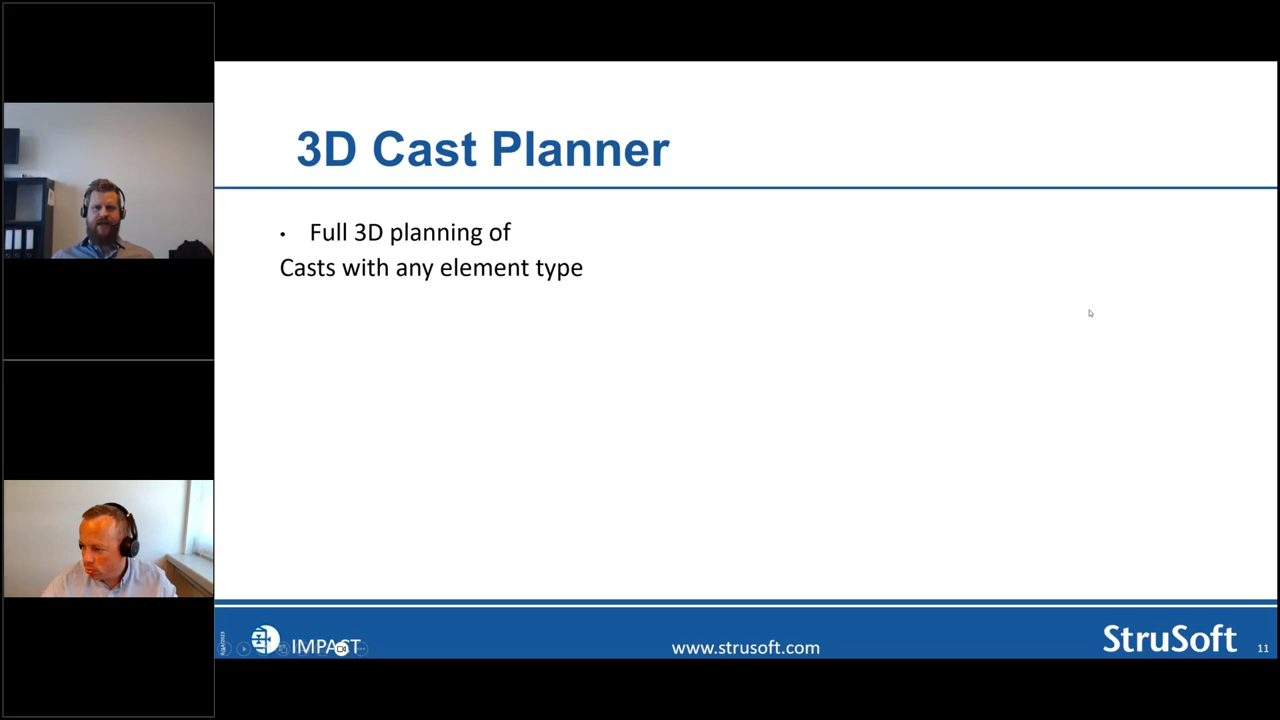 3D Cast Planner
• Full 3D planning of
Casts with any element type
IMPACT
www.strusoft.com
StruSoft
11